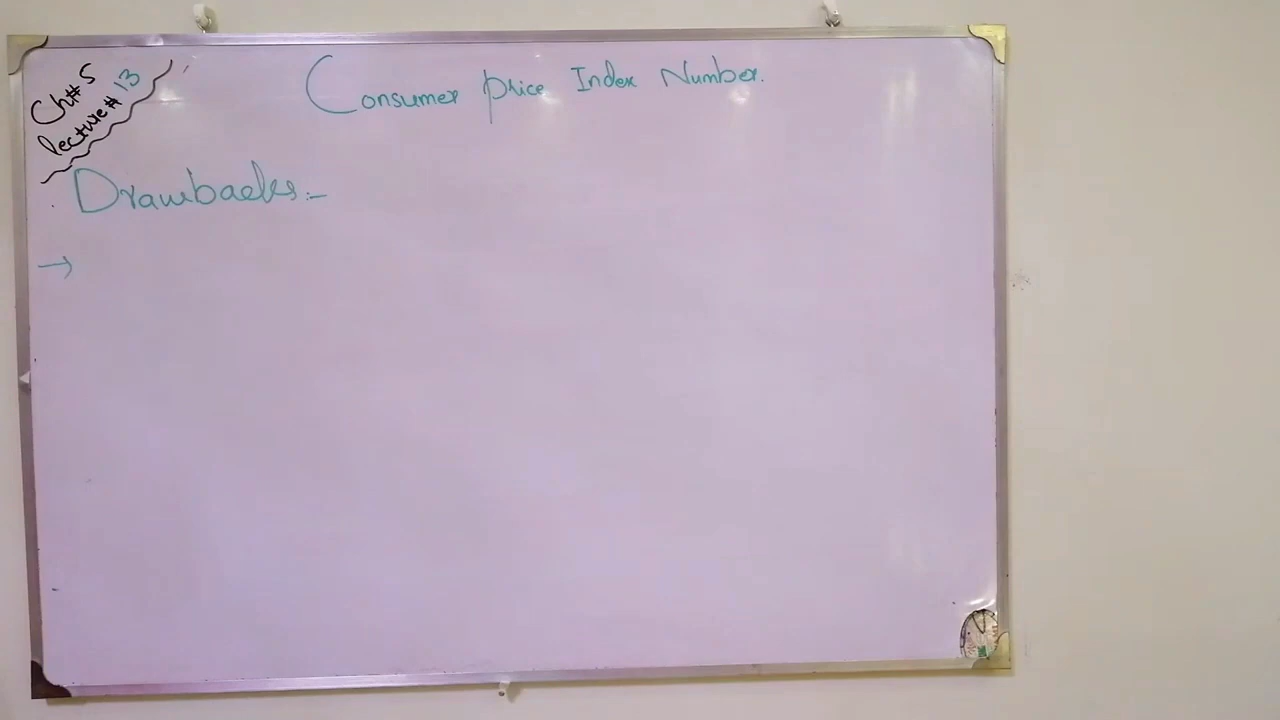 Ch# 5
lecture# 13
Consumer price Index Number.
Drawbacks:-
→